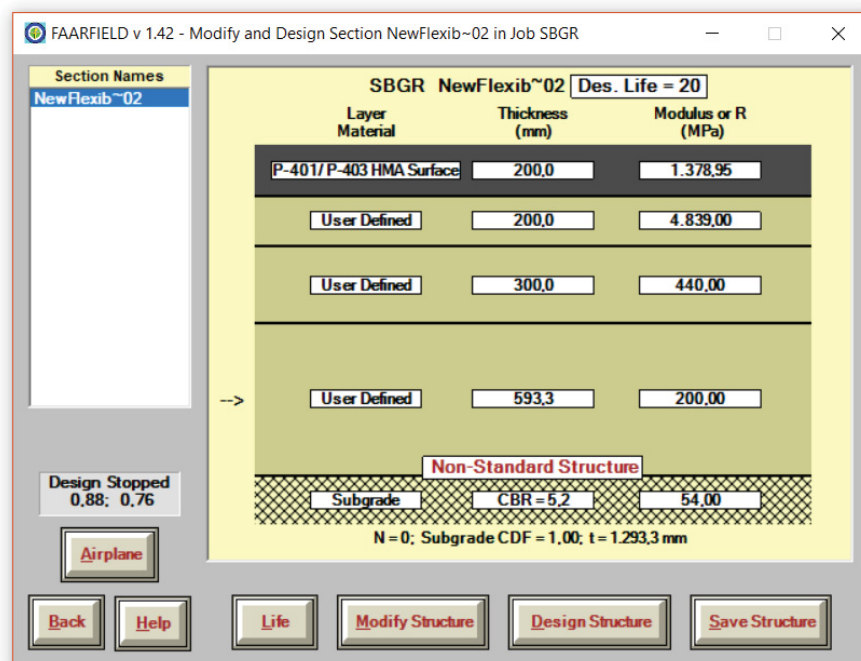 FAARFIELD v 1.42 - Modify and Design Section NewFlexib~02 in Job SBGR
Section Names
NewFlexib~02
SBGR NewFlexib~02 Des. Life = 20
Layer Material Thickness (mm) Modulus or R (MPa)
P-401/ P-403 HMA Surface 200,0 1.378,95
User Defined 200,0 4.839,00
User Defined 300,0 440,00
--> User Defined 593,3 200,00
Non-Standard Structure
Subgrade CBR = 5,2 54,00
N = 0; Subgrade CDF = 1,00; t = 1.293,3 mm
Design Stopped
0,88; 0,76
Airplane
Back Help Life Modify Structure Design Structure Save Structure